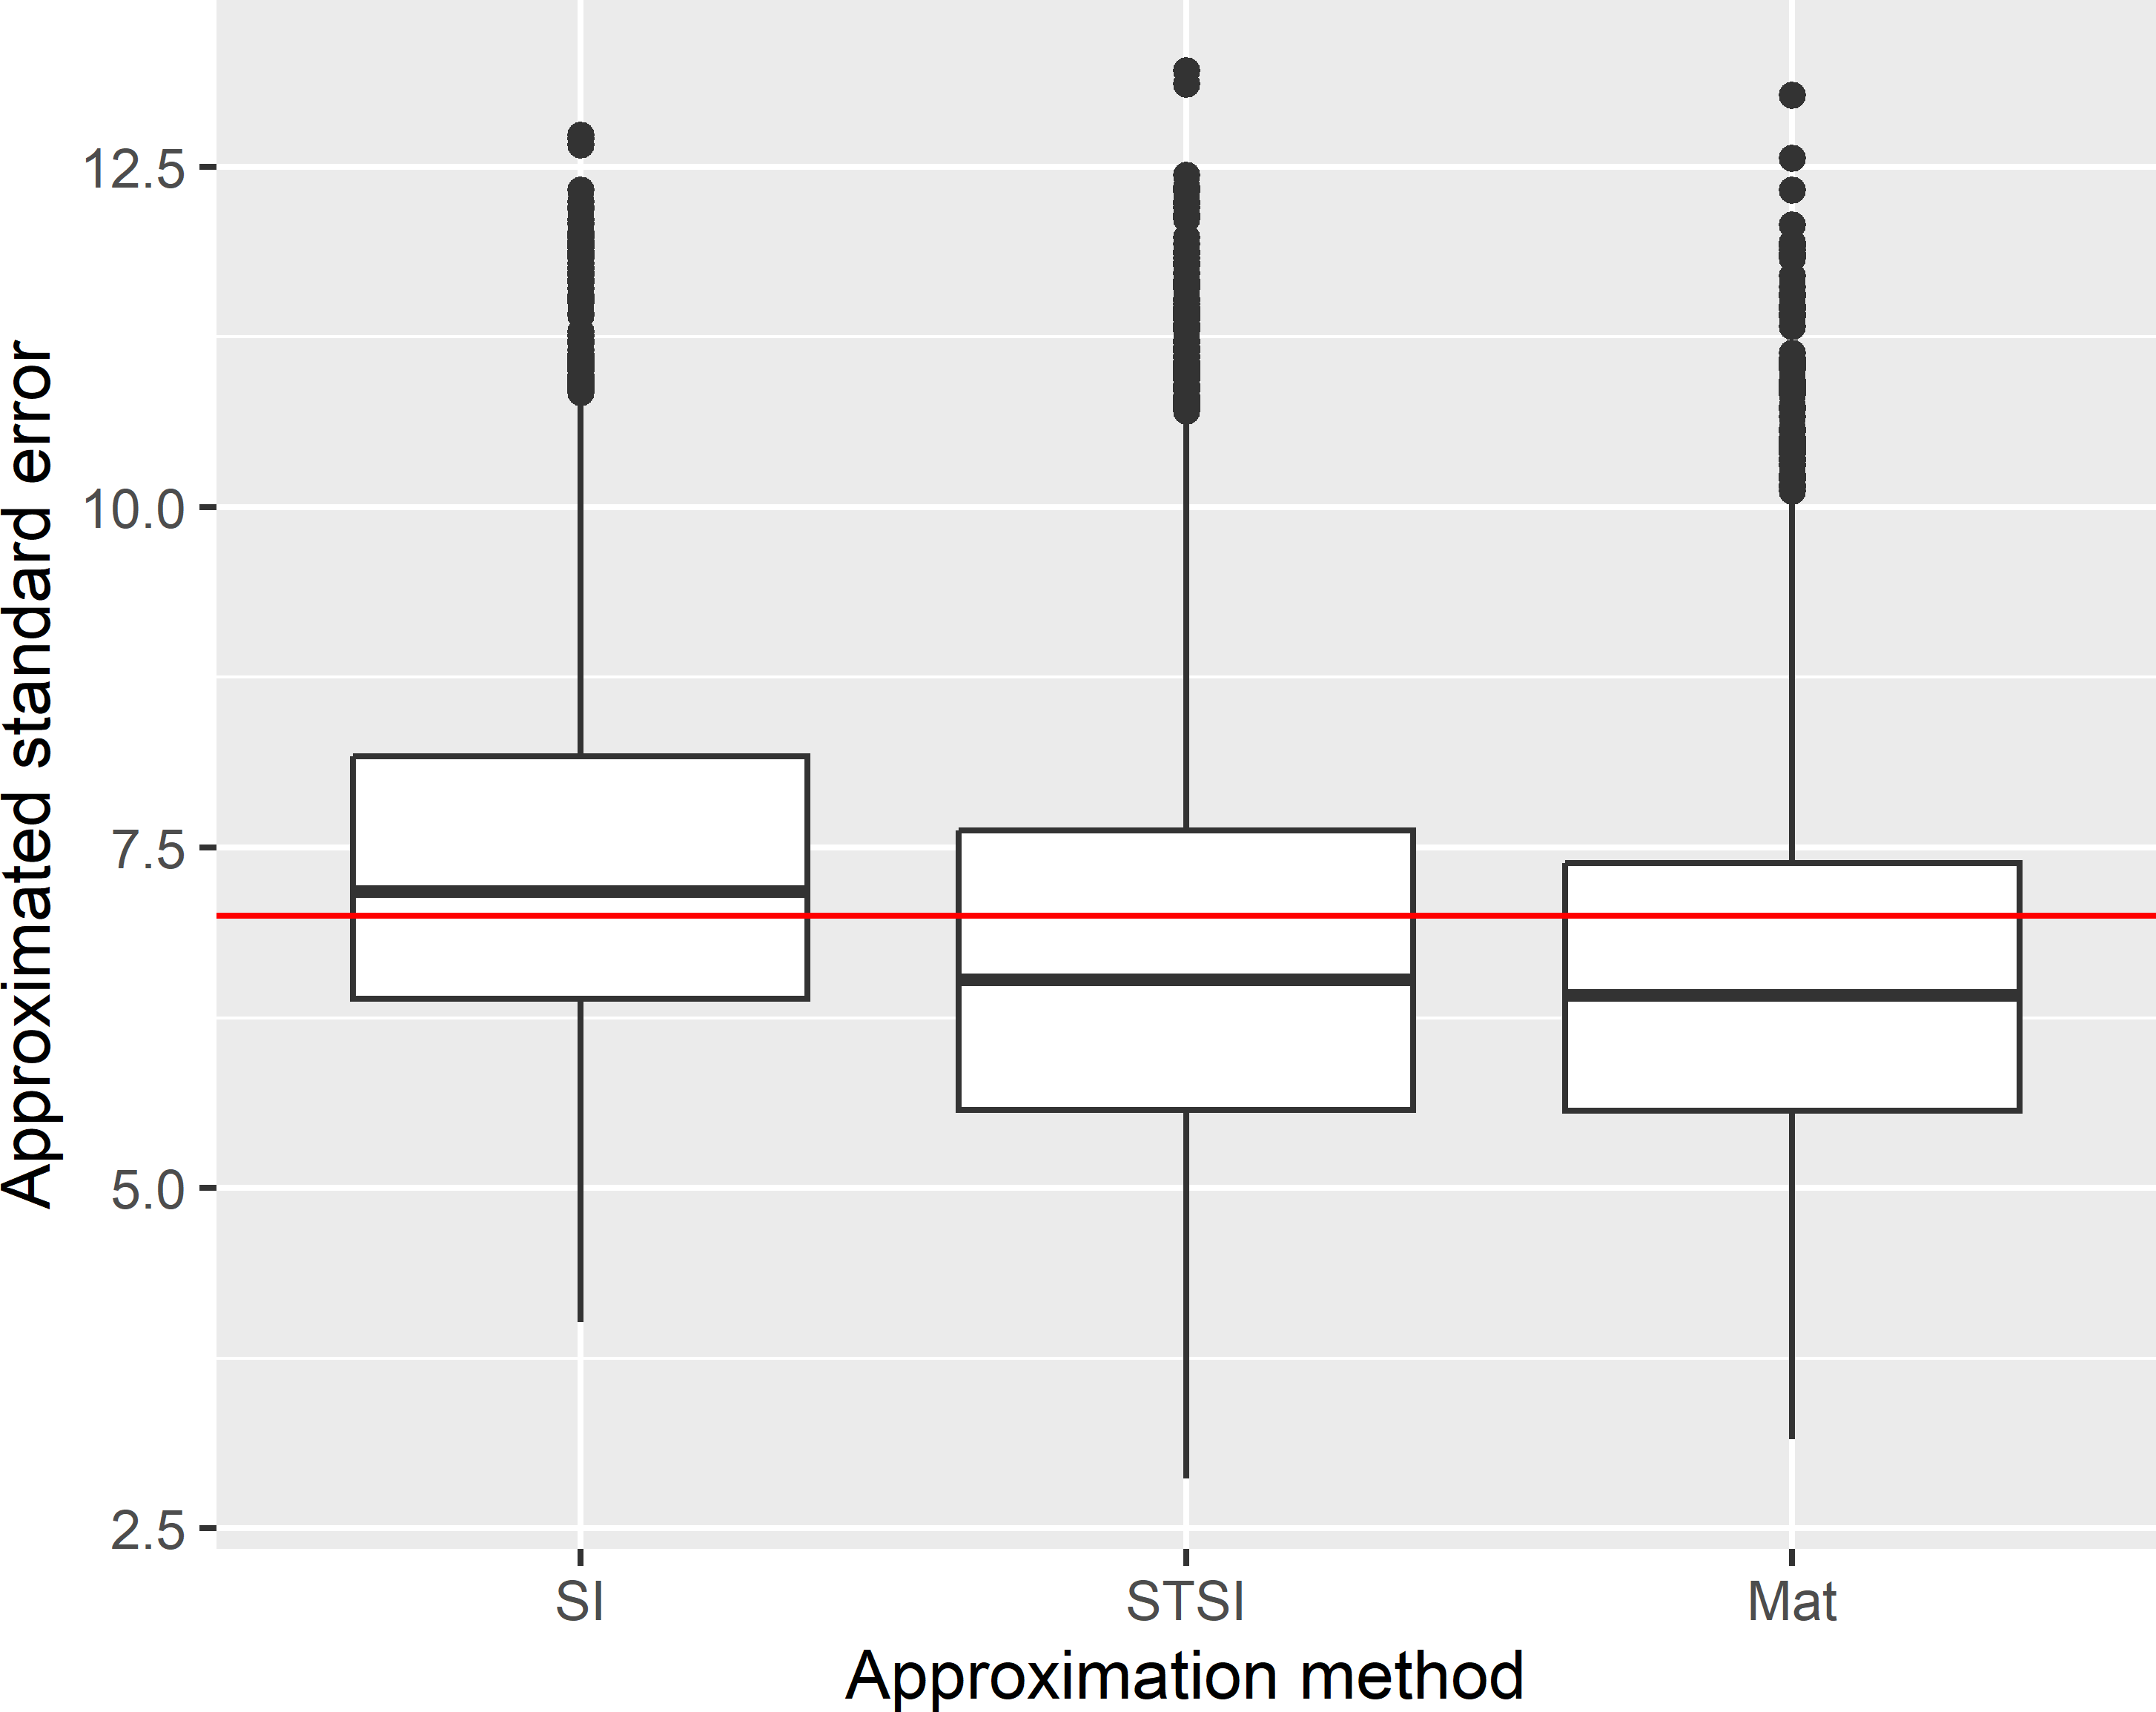 Approximated standard error
12.5
10.0
7.5
5.0
2.5
SI STSI Mat
Approximation method